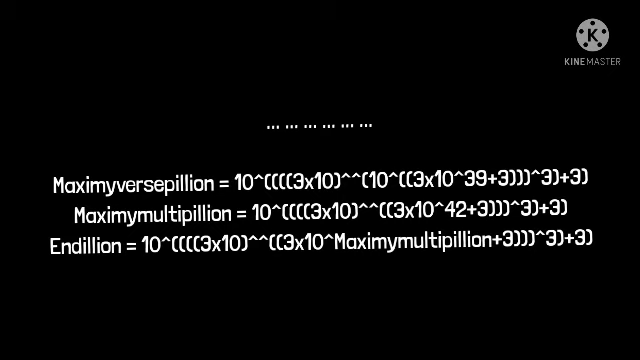 K
KINEMASTER
... ... ... ... ... ...
Maximyversepillion = 10^((((3x10)^^(10^((3x10^39+3)))^3)+3)
Maximymultipillion = 10^((((3x10)^^((3x10^42+3)))^3)+3)
Endillion = 10^((((3x10)^^((3x10^Maximymultipillion+3)))^3)+3)